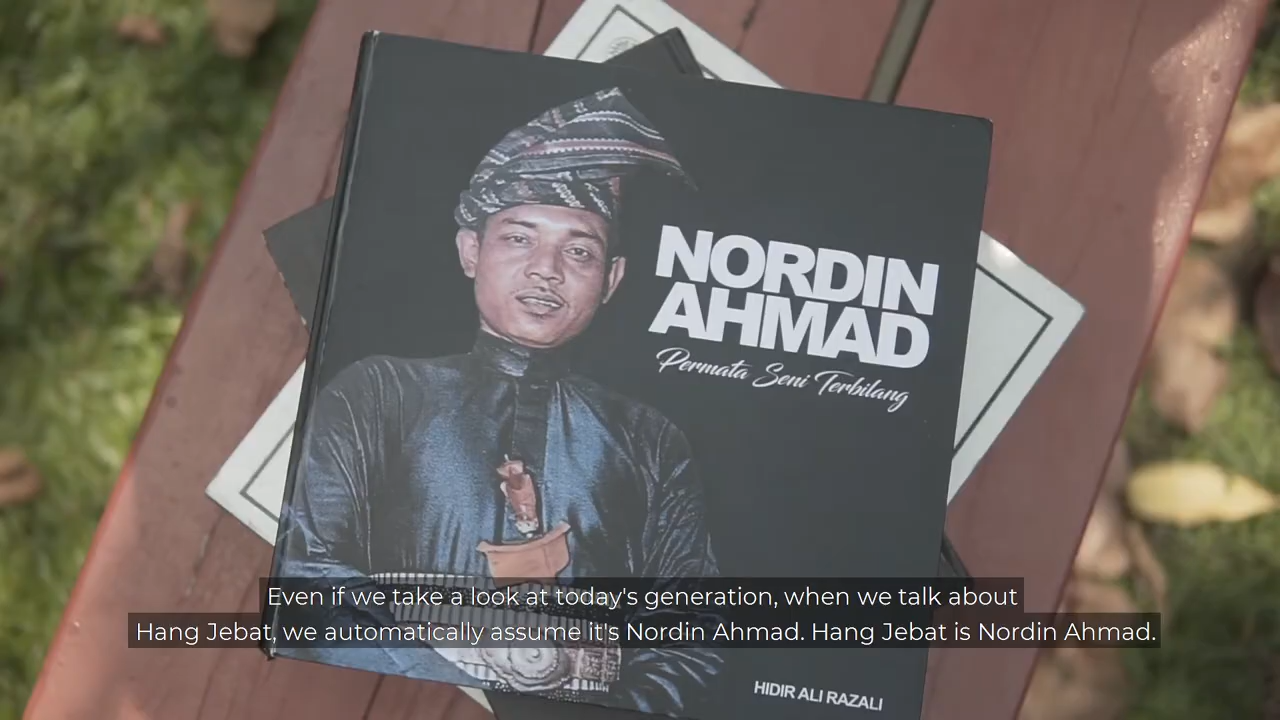 NORDIN
AHMAD
Permata Seni Terbilang
Even if we take a look at today's generation, when we talk about
Hang Jebat, we automatically assume it's Nordin Ahmad. Hang Jebat is Nordin Ahmad.
HIDIR ALI RAZALI